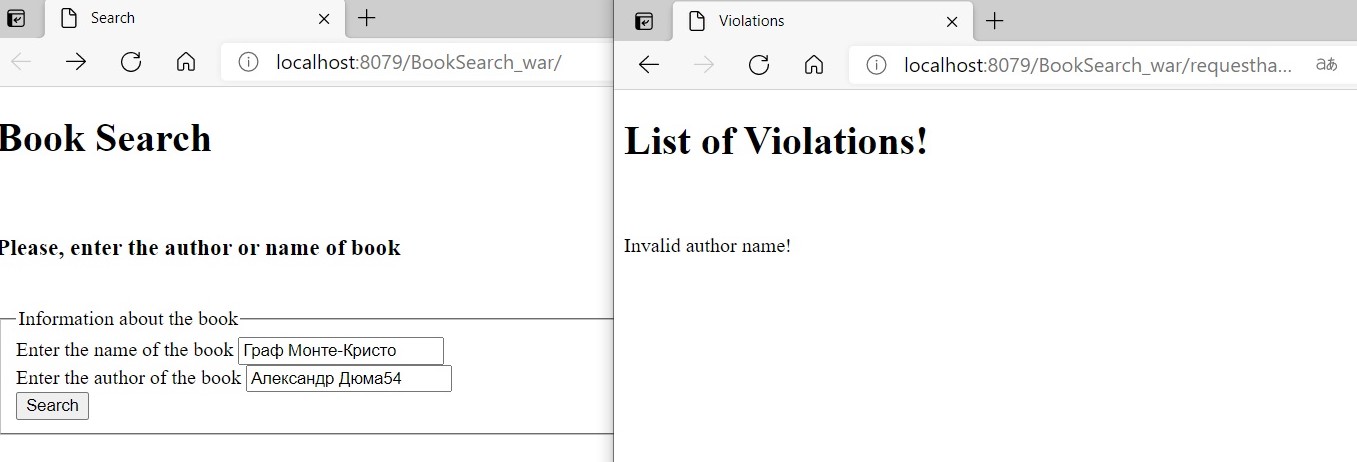 Search
localhost:8079/BookSearch_war/
Book Search
Please, enter the author or name of book
Information about the book
Enter the name of the book Граф Монте-Кристо
Enter the author of the book Александр Дюма54
Search
Violations
localhost:8079/BookSearch_war/requestha...
aあ
List of Violations!
Invalid author name!